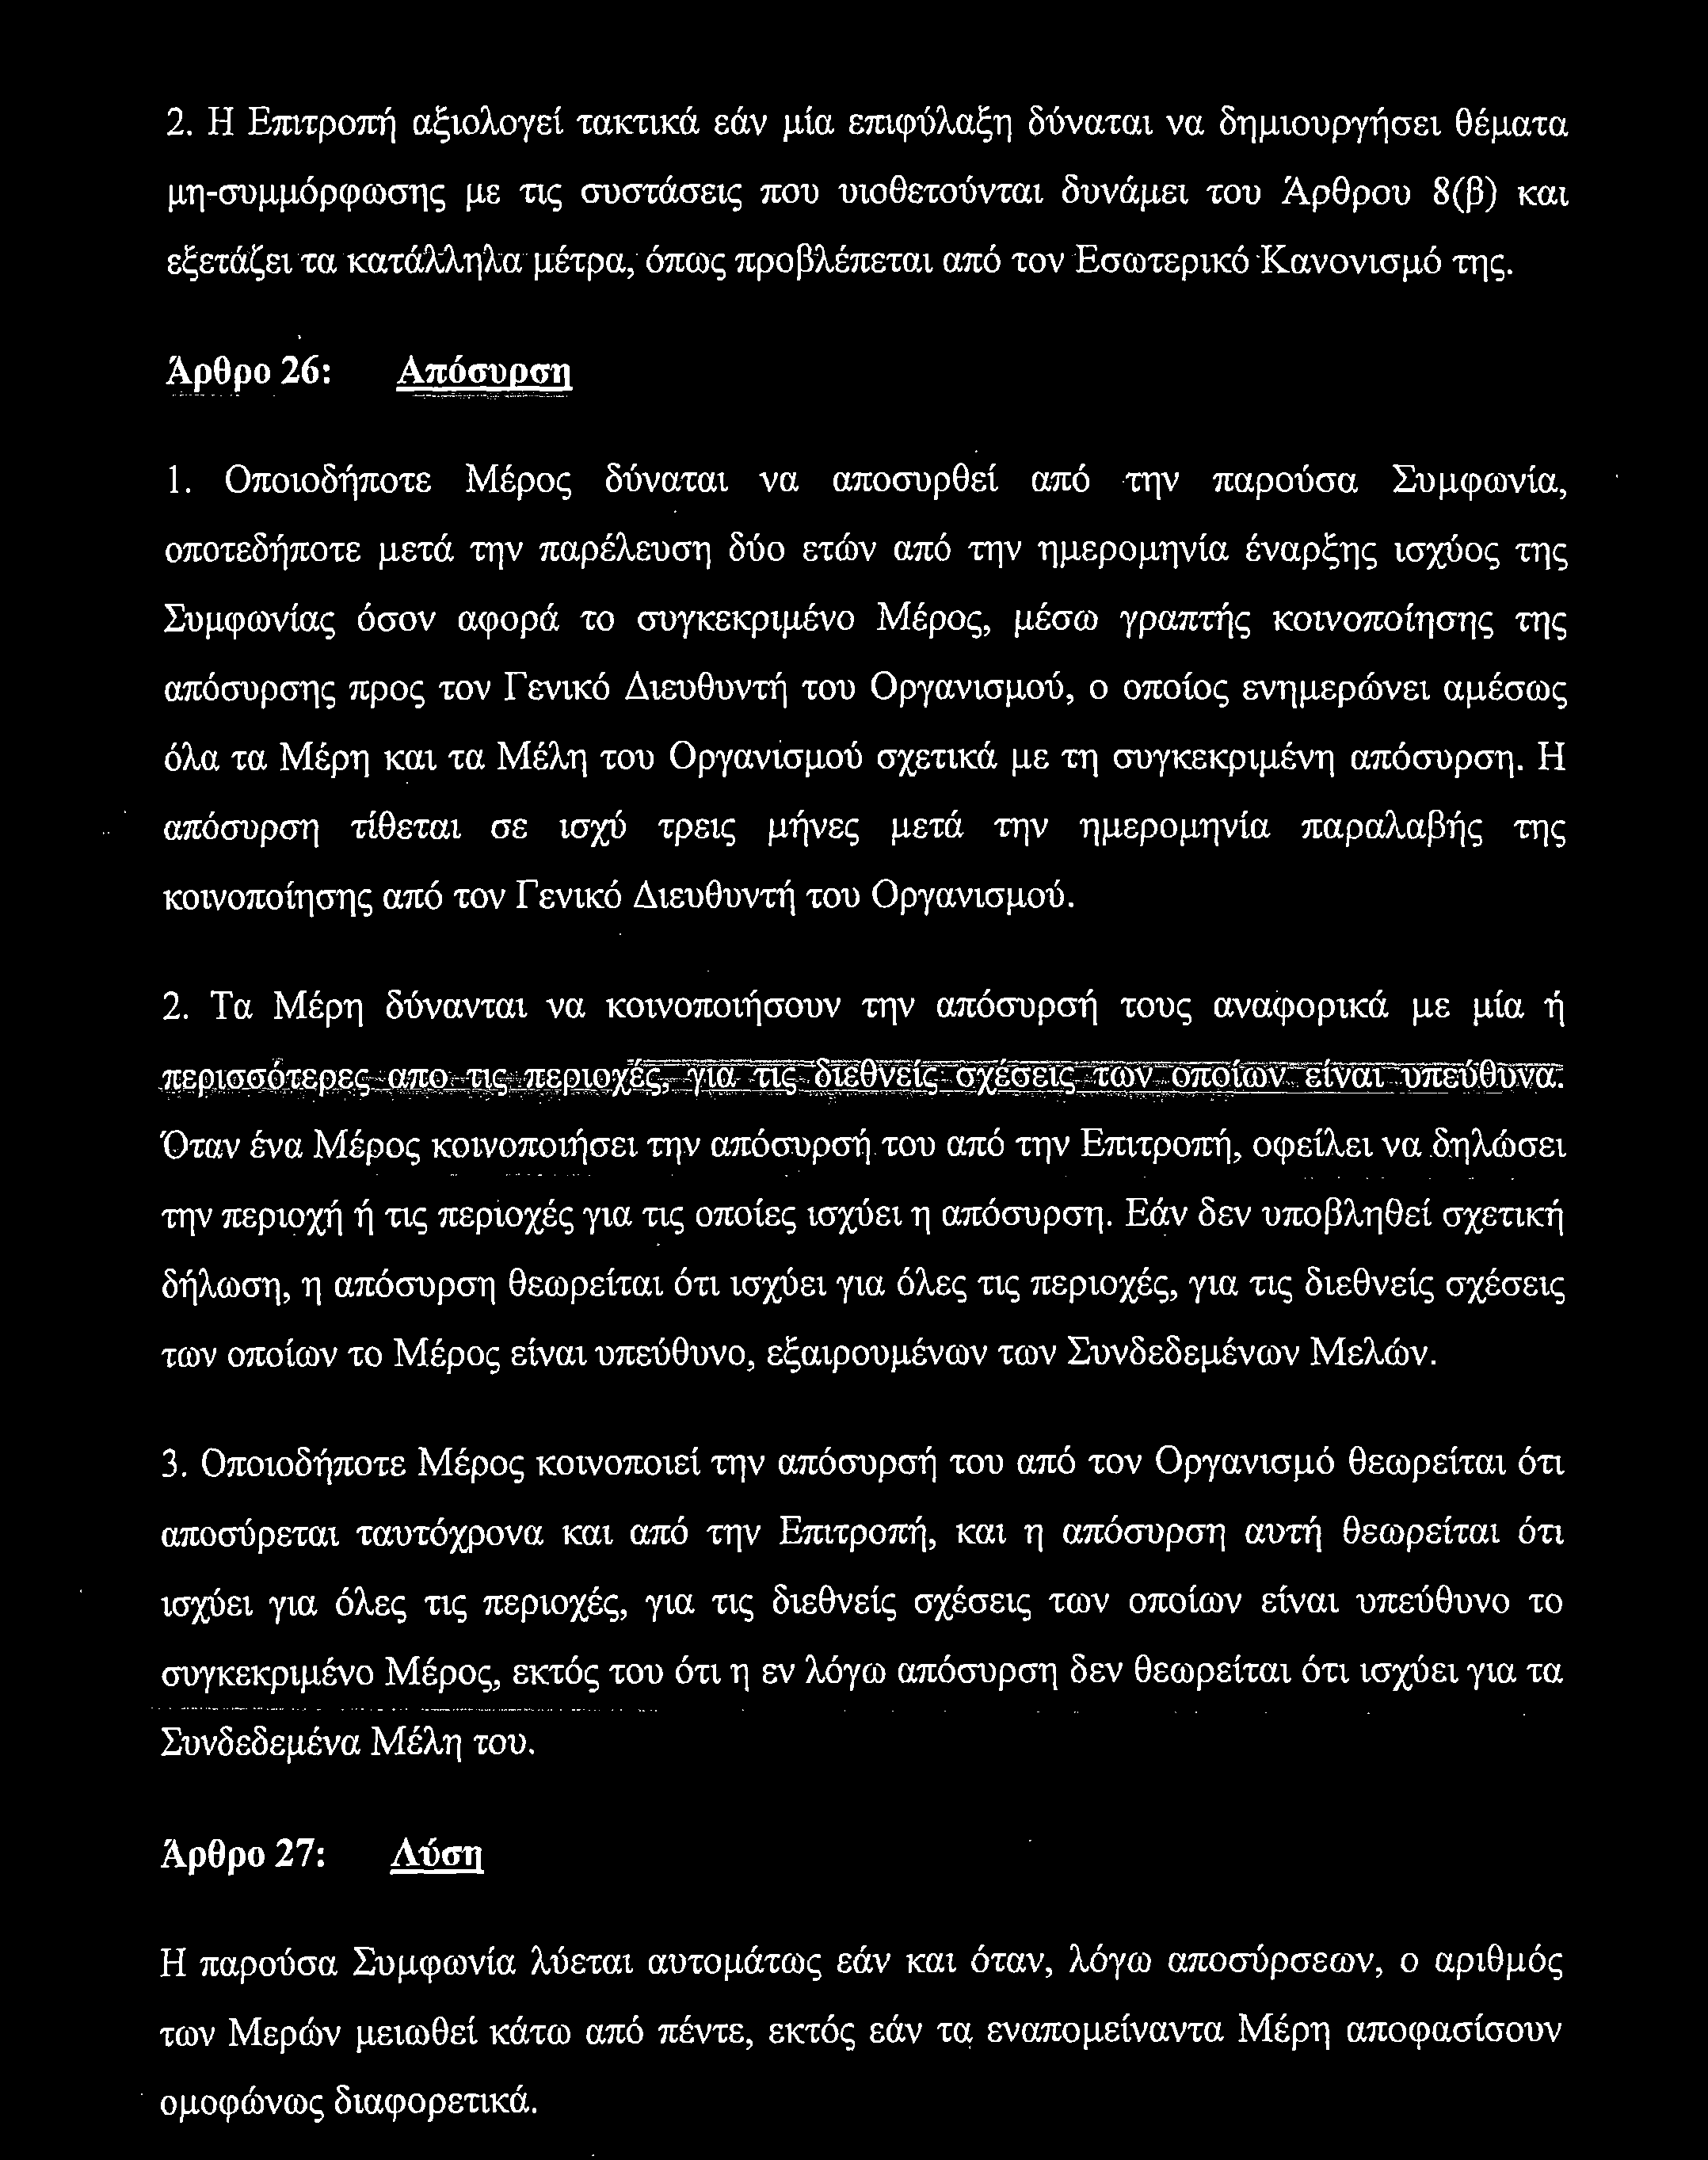 2. Η Επιτροπή αξιολογεί τακτικά εάν μία επιφύλαξη δύναται να δημιουργήσει θέματα
μη-συμμόρφωσης με τις συστάσεις που υιοθετούνται δυνάμει του Άρθρου 8(β) και
εξετάζει τα κατάλληλα μέτρα, όπως προβλέπεται από τον Εσωτερικό Κανονισμό της.
Άρθρο 26: Απόσυρση
1. Οποιοδήποτε Μέρος δύναται να αποσυρθεί από την παρούσα Συμφωνία,
οποτεδήποτε μετά την παρέλευση δύο ετών από την ημερομηνία έναρξης ισχύος της
Συμφωνίας όσον αφορά το συγκεκριμένο Μέρος, μέσω γραπτής κοινοποίησης της
απόσυρσης προς τον Γενικό Διευθυντή του Οργανισμού, ο οποίος ενημερώνει αμέσως
όλα τα Μέρη και τα Μέλη του Οργανισμού σχετικά με τη συγκεκριμένη απόσυρση. Η
απόσυρση τίθεται σε ισχύ τρεις μήνες μετά την ημερομηνία παραλαβής της
κοινοποίησης από τον Γενικό Διευθυντή του Οργανισμού.
2. Τα Μέρη δύνανται να κοινοποιήσουν την απόσυρσή τους αναφορικά με μία ή
περισσότερες απο τις περιοχές, για τις διεθνείς σχέσεις των οποίων είναι υπεύθυνα.
Όταν ένα Μέρος κοινοποιήσει την απόσυρσή του από την Επιτροπή, οφείλει να δηλώσει
την περιοχή ή τις περιοχές για τις οποίες ισχύει η απόσυρση. Εάν δεν υποβληθεί σχετική
δήλωση, η απόσυρση θεωρείται ότι ισχύει για όλες τις περιοχές, για τις διεθνείς σχέσεις
των οποίων το Μέρος είναι υπεύθυνο, εξαιρουμένων των Συνδεδεμένων Μελών.
3. Οποιοδήποτε Μέρος κοινοποιεί την απόσυρσή του από τον Οργανισμό θεωρείται ότι
αποσύρεται ταυτόχρονα και από την Επιτροπή, και η απόσυρση αυτή θεωρείται ότι
ισχύει για όλες τις περιοχές, για τις διεθνείς σχέσεις των οποίων είναι υπεύθυνο το
συγκεκριμένο Μέρος, εκτός του ότι η εν λόγω απόσυρση δεν θεωρείται ότι ισχύει για τα
Συνδεδεμένα Μέλη του.
Άρθρο 27: Λύση
Η παρούσα Συμφωνία λύεται αυτομάτως εάν και όταν, λόγω αποσύρσεων, ο αριθμός
των Μερών μειωθεί κάτω από πέντε, εκτός εάν τα εναπομείναντα Μέρη αποφασίσουν
ομοφώνως διαφορετικά.